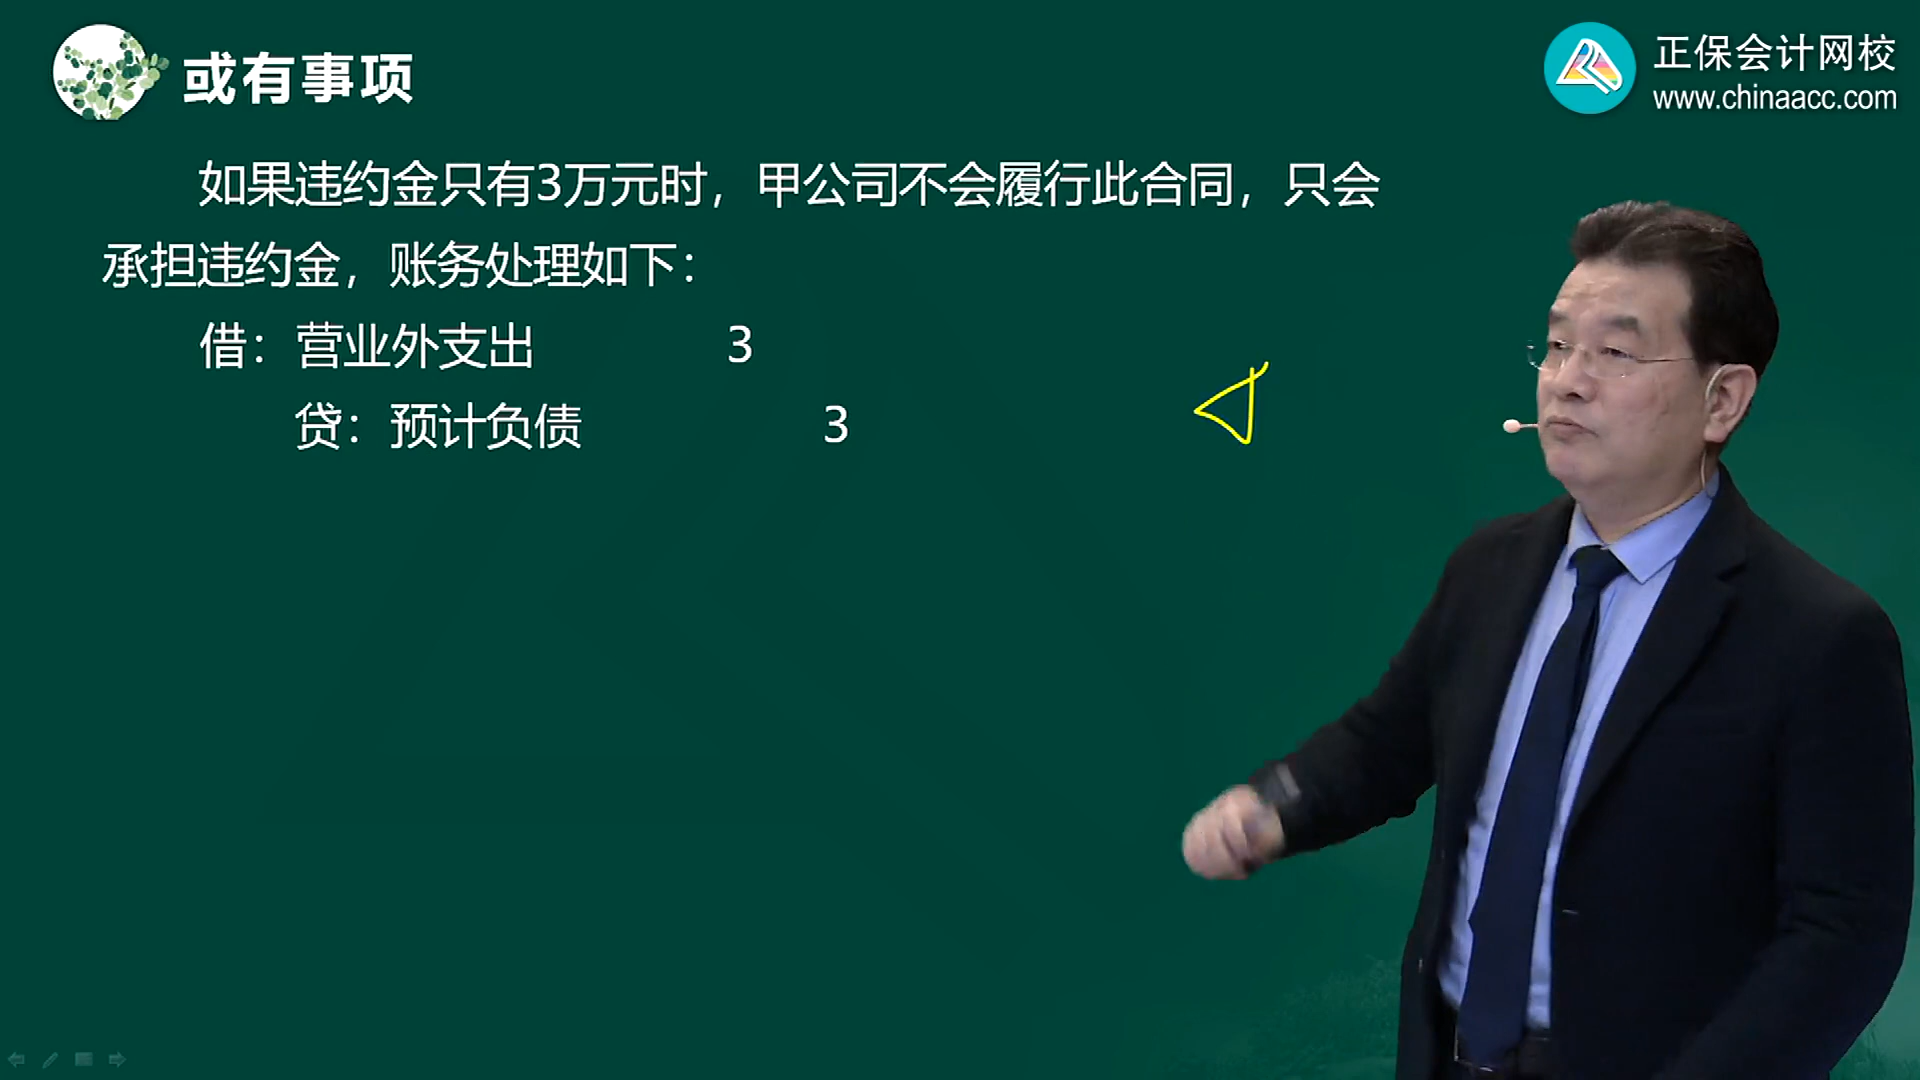 或有事项
正保会计网校
www.chinaacc.com
如果违约金只有3万元时，甲公司不会履行此合同，只会
承担违约金，账务处理如下：
借：营业外支出 3
贷：预计负债 3